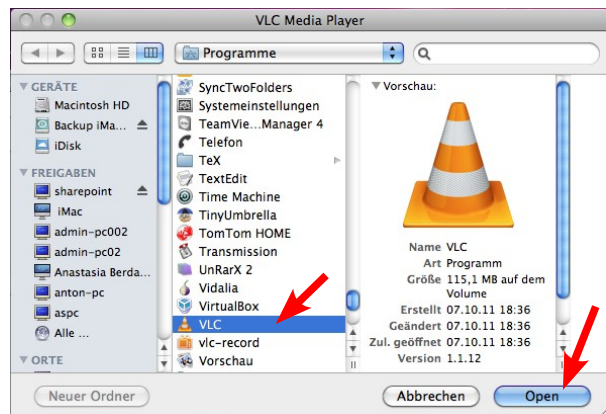 VLC Media Player
Programme
GERÄTE
Macintosh HD
Backup iMa...
iDisk
FREIGABEN
sharepoint
iMac
admin-pc002
admin-pc02
Anastasia Berda...
anton-pc
aspc
Alle ...
ORTE
SyncTwoFolders
Systemeinstellungen
TeamVie...Manager 4
Telefon
TeX
TextEdit
Time Machine
TinyUmbrella
TomTom HOME
Transmission
UnRarX 2
Vidalia
VirtualBox
VLC
vlc-record
Vorschau
Vorschau:
Name VLC
Art Programm
Größe 115,1 MB auf dem
Volume
Erstellt 07.10.11 18:36
Geändert 07.10.11 18:36
Zul. geöffnet 07.10.11 18:36
Version 1.1.12
Neuer Ordner
Abbrechen
Open